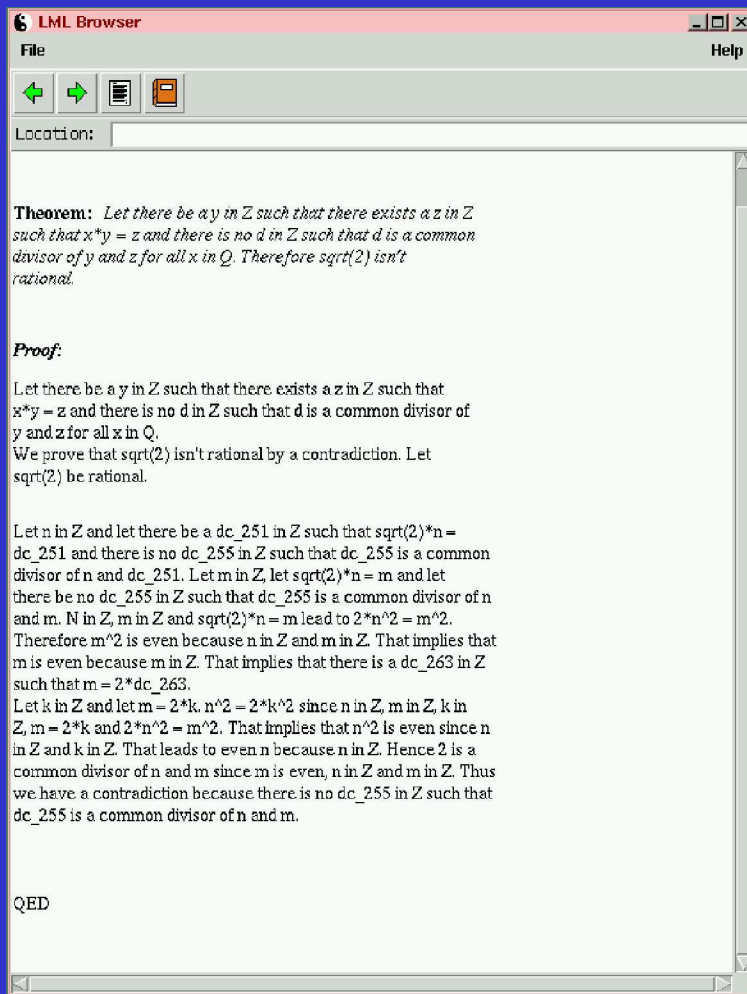 LML Browser
File Help
Location:
Theorem: Let there be a y in Z such that there exists a z in Z
such that x*y = z and there is no d in Z such that d is a common
divisor of y and z for all x in Q. Therefore sqrt(2) isn't
rational.
Proof:
Let there be a y in Z such that there exists a z in Z such that
x*y = z and there is no d in Z such that d is a common divisor of
y and z for all x in Q.
We prove that sqrt(2) isn't rational by a contradiction. Let
sqrt(2) be rational.
Let n in Z and let there be a dc_251 in Z such that sqrt(2)*n =
dc_251 and there is no dc_255 in Z such that dc_255 is a common
divisor of n and dc_251. Let m in Z, let sqrt(2)*n = m and let
there be no dc_255 in Z such that dc_255 is a common divisor of n
and m. N in Z, m in Z and sqrt(2)*n = m lead to 2*n^2 = m^2.
Therefore m^2 is even because n in Z and m in Z. That implies that
m is even because m in Z. That implies that there is a dc_263 in Z
such that m = 2*dc_263.
Let k in Z and let m = 2*k. n^2 = 2*k^2 since n in Z, m in Z, k in
Z, m = 2*k and 2*n^2 = m^2. That implies that n^2 is even since n
in Z and k in Z. That leads to even n because n in Z. Hence 2 is a
common divisor of n and m since m is even, n in Z and m in Z. Thus
we have a contradiction because there is no dc_255 in Z such that
dc_255 is a common divisor of n and m.
QED